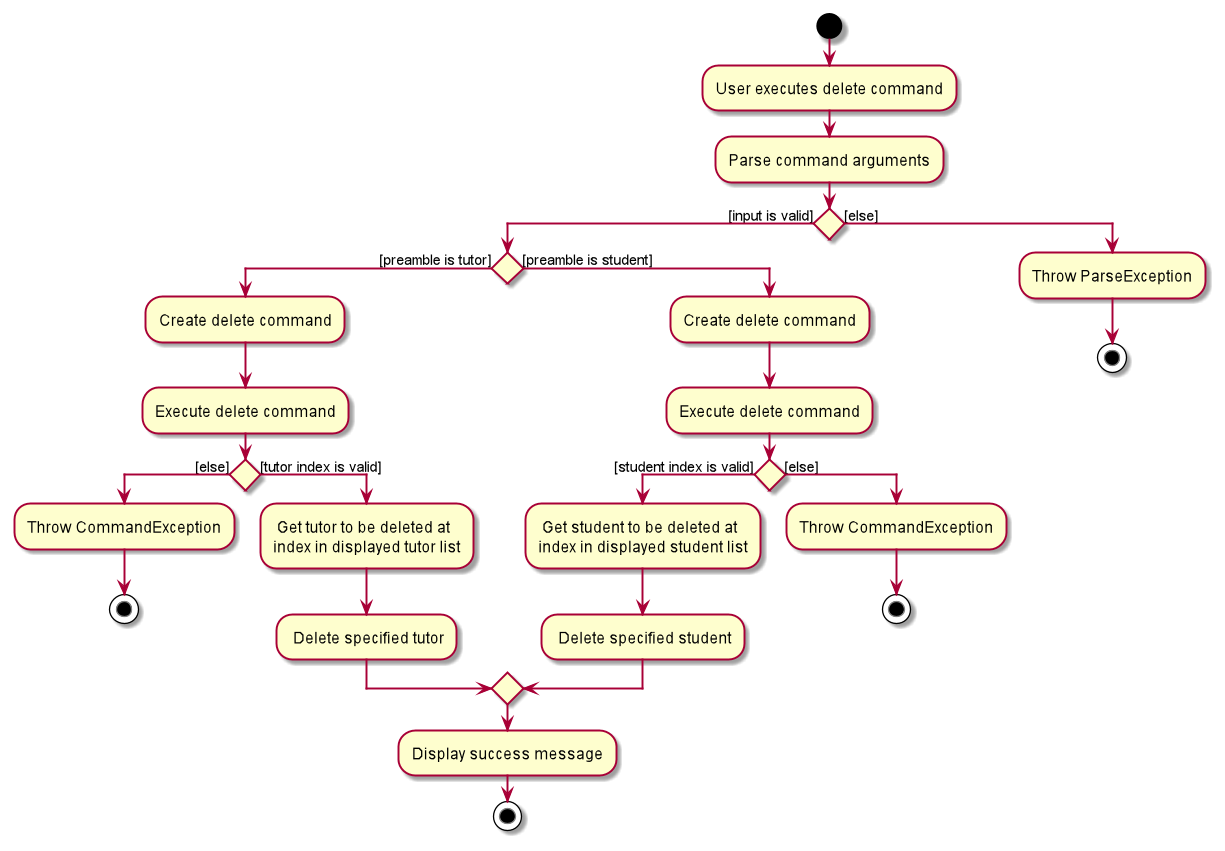 User executes delete command
Parse command arguments
[input is valid]
[else]
[preamble is tutor]
[preamble is student]
Throw ParseException
Create delete command
Create delete command
Execute delete command
Execute delete command
[else]
[tutor index is valid]
[student index is valid]
[else]
Throw CommandException
Get tutor to be deleted at
index in displayed tutor list
Get student to be deleted at
index in displayed student list
Throw CommandException
Delete specified tutor
Delete specified student
Display success message